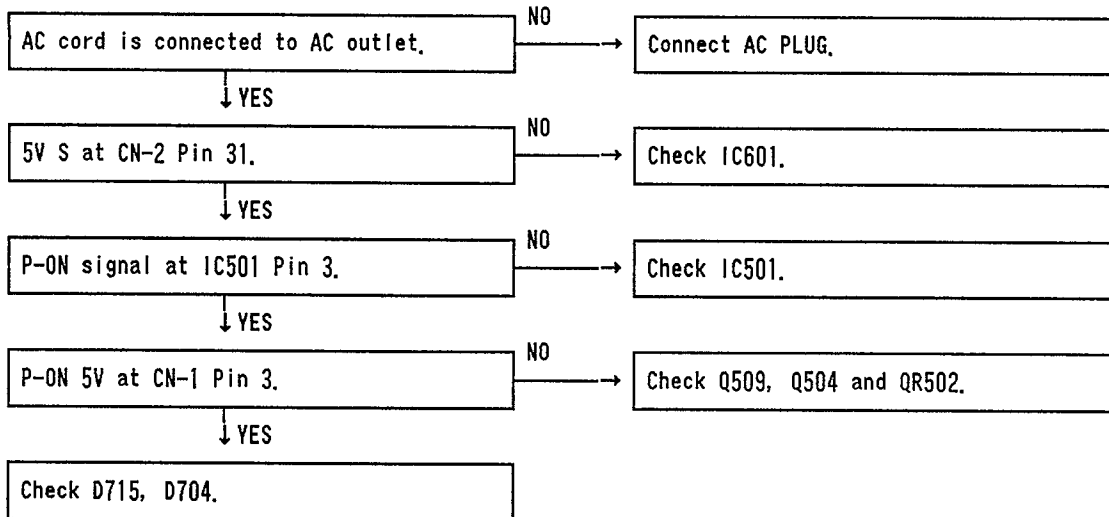 NO
AC cord is connected to AC outlet.
Connect AC PLUG.
YES
NO
5V S at CN-2 Pin 31.
Check IC601.
YES
NO
P-ON signal at IC501 Pin 3.
Check IC501.
YES
NO
P-ON 5V at CN-1 Pin 3.
Check Q509, Q504 and QR502.
YES
Check D715, D704.